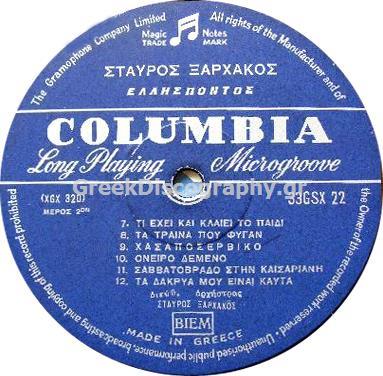 The Gramophone Company Limited
All rights of the Manufacturer and of
Magic Notes
TRADE MARK
ΣΤΑΥΡΟΣ ΞΑΡΧΑΚΟΣ
ΕΛΛΗΣΠΟΝΤΟΣ
COLUMBIA
Long Playing Microgroove
GreekDiscography.gr
(XGX 320)
33GSX 22
ΜΕΡΟΣ 2ΟΝ
7. ΤΙ ΕΧΕΙ ΚΑΙ ΚΛΑΙΕΙ ΤΟ ΠΑΙΔΙ
8. ΤΑ ΤΡΑΙΝΑ ΠΟΥ ΦΥΓΑΝ
9. ΧΑΣΑΠΟΣΕΡΒΙΚΟ
10. ΟΝΕΙΡΟ ΔΕΜΕΝΟ
11. ΣΑΒΒΑΤΟΒΡΑΔΟ ΣΤΗΝ ΚΑΙΣΑΡΙΑΝΗ
12. ΤΑ ΔΑΚΡΥΑ ΜΟΥ ΕΙΝΑΙ ΚΑΥΤΑ
Διεύθ. Ὀρχήστρας
ΣΤΑΥΡΟΣ ΞΑΡΧΑΚΟΣ
BIEM
MADE IN GREECE
the Owner of the recorded work reserved • Unauthorised public performance, broadcasting and copying of this record prohibited